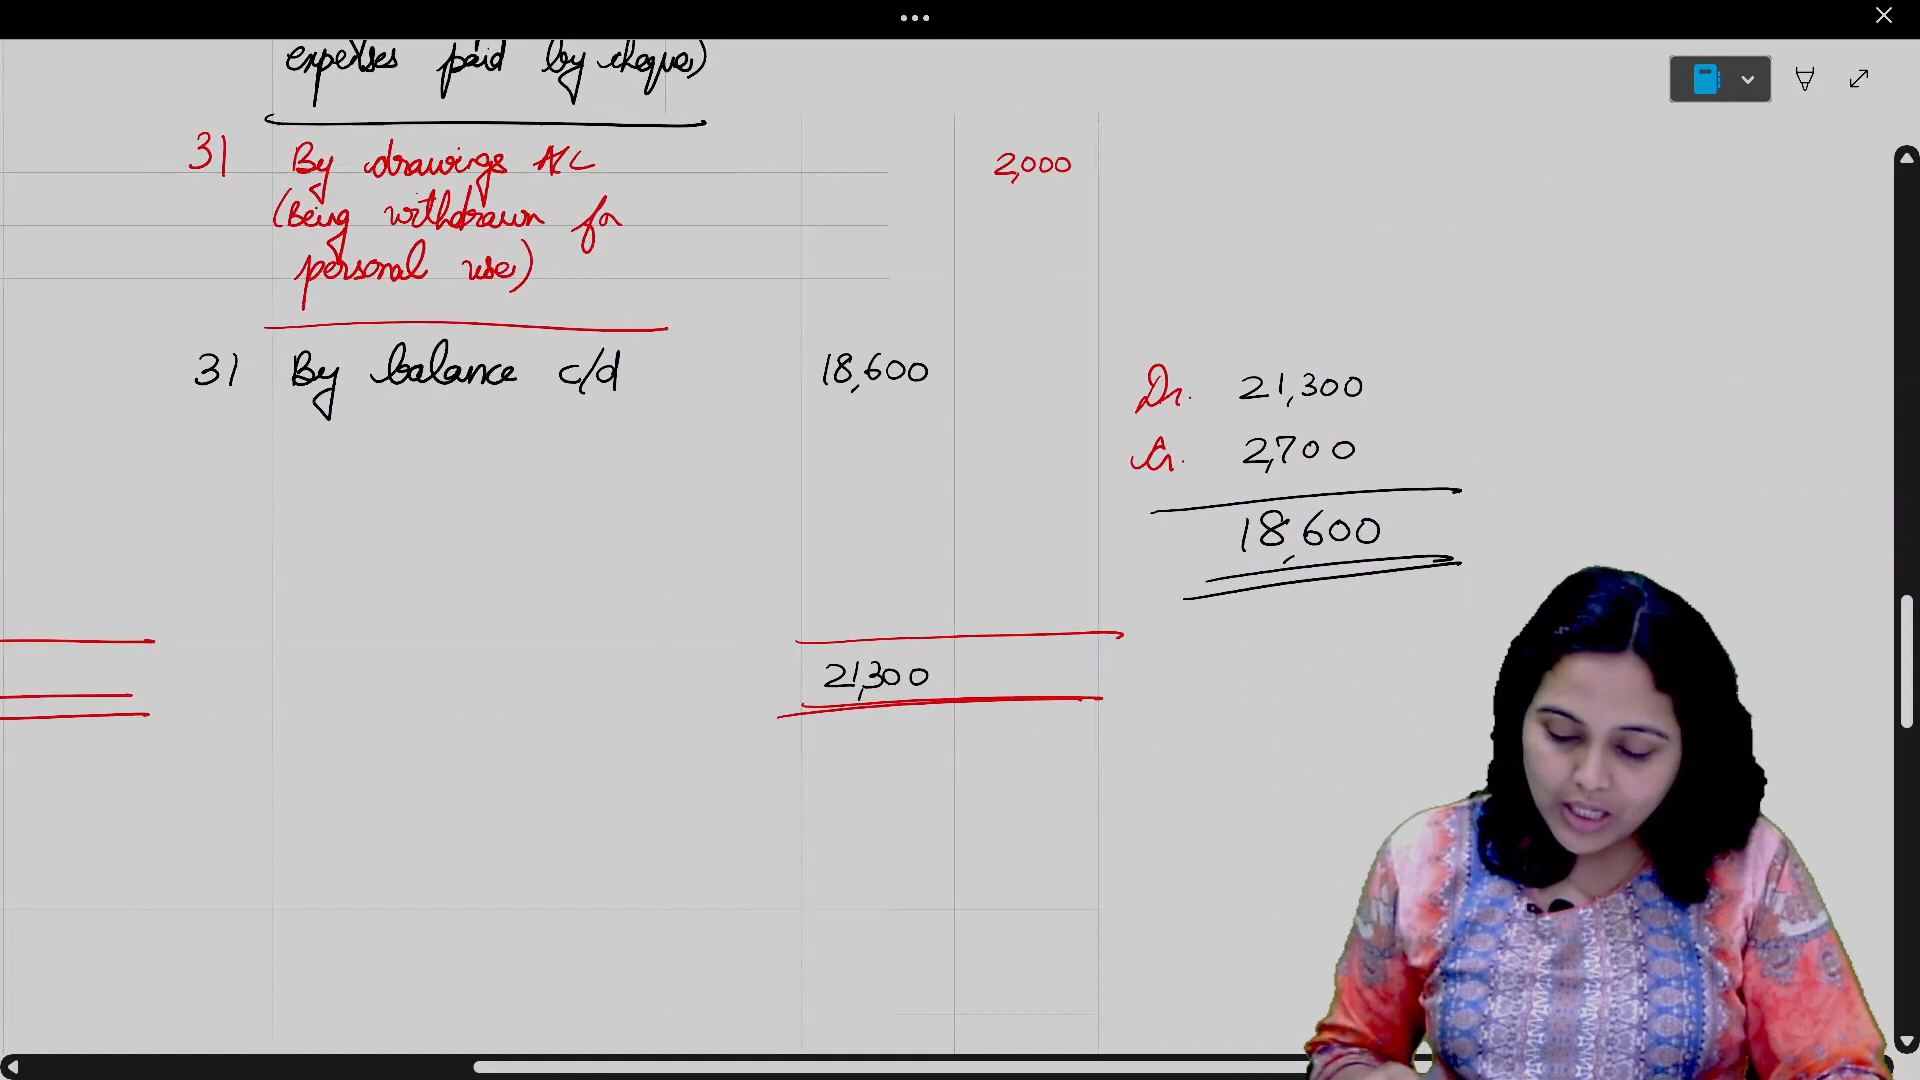 expenses paid (by cheque)
31 By drawings A/C 2,000
(Being withdrawn for
personal use)
31 By balance c/d 18,600
Dr. 21,300
Cr. 2,700
18,600
21,300